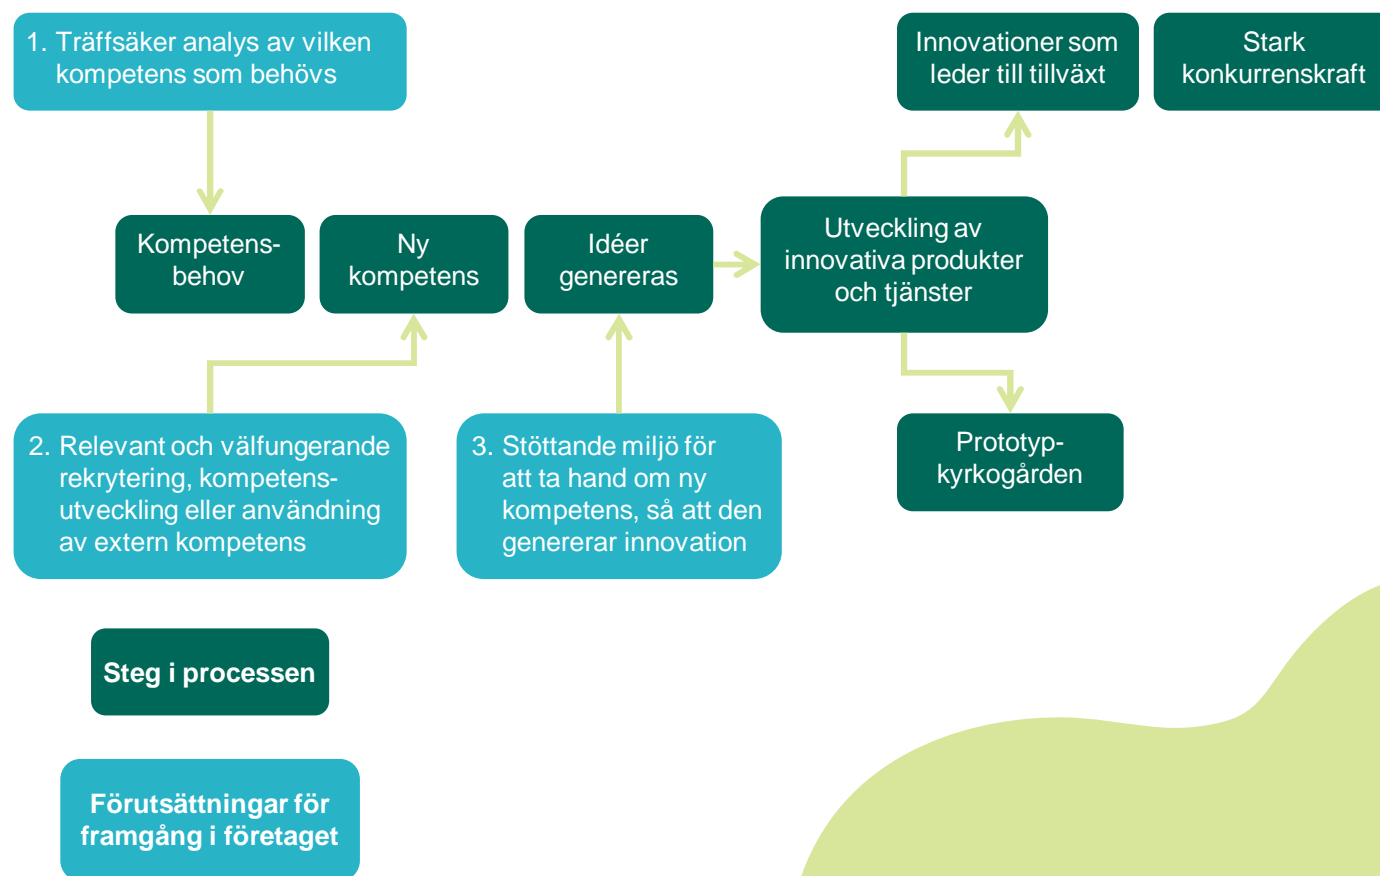 1. Träffsäker analys av vilken
kompetens som behövs
Innovationer som
leder till tillväxt
Stark
konkurrenskraft
Kompetens-
behov
Ny
kompetens
Idéer
genereras
Utveckling av
innovativa produkter
och tjänster
2. Relevant och välfungerande
rekrytering, kompetens-
utveckling eller användning
av extern kompetens
3. Stöttande miljö för
att ta hand om ny
kompetens, så att den
genererar innovation
Prototyp-
kyrkogården
Steg i processen
Förutsättningar för
framgång i företaget